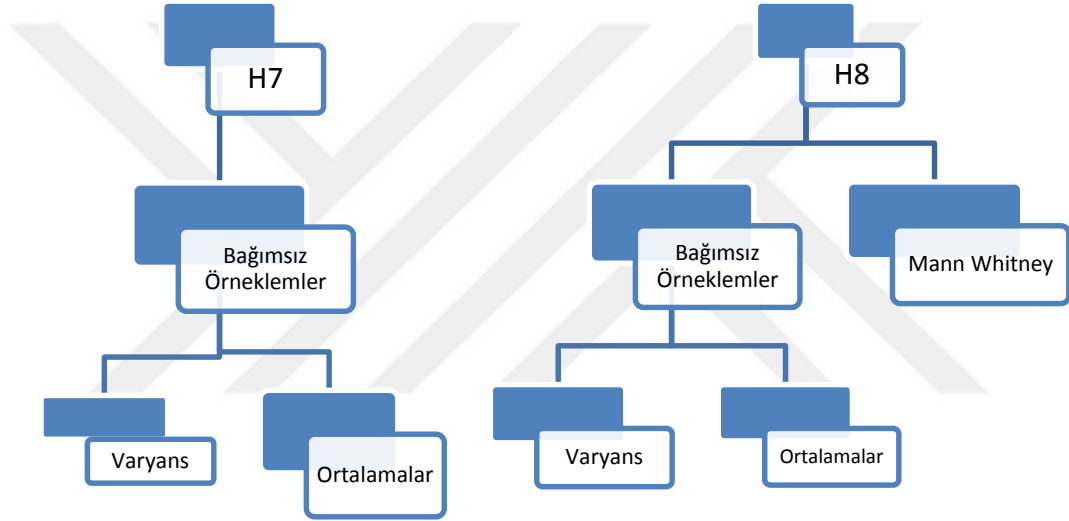 H7
H8
Bağımsız
Örneklemler
Bağımsız
Örneklemler
Mann Whitney
Varyans
Ortalamalar
Varyans
Ortalamalar